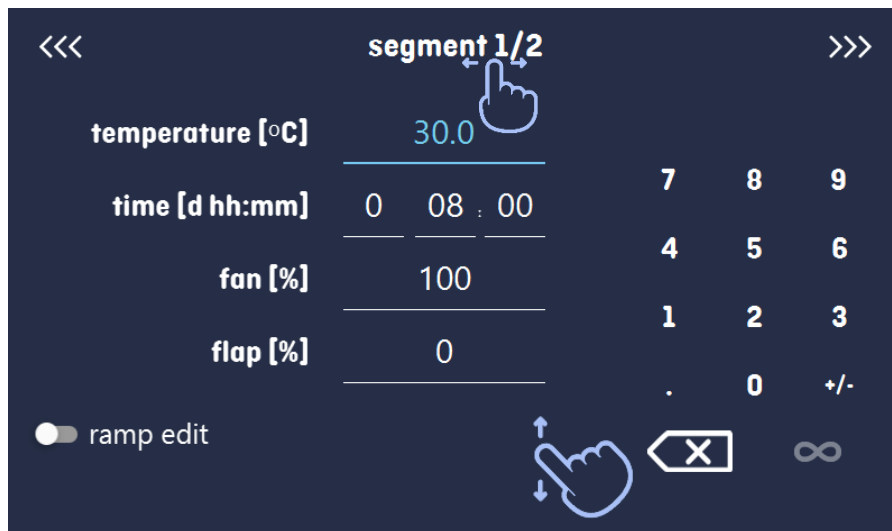 <<< segment 1/2 >>>
temperature [°C] 30.0
time [d hh:mm] 0 08 : 00
7 8 9
fan [%] 100
4 5 6
flap [%] 0
1 2 3
. 0 +/-
ramp edit X ∞